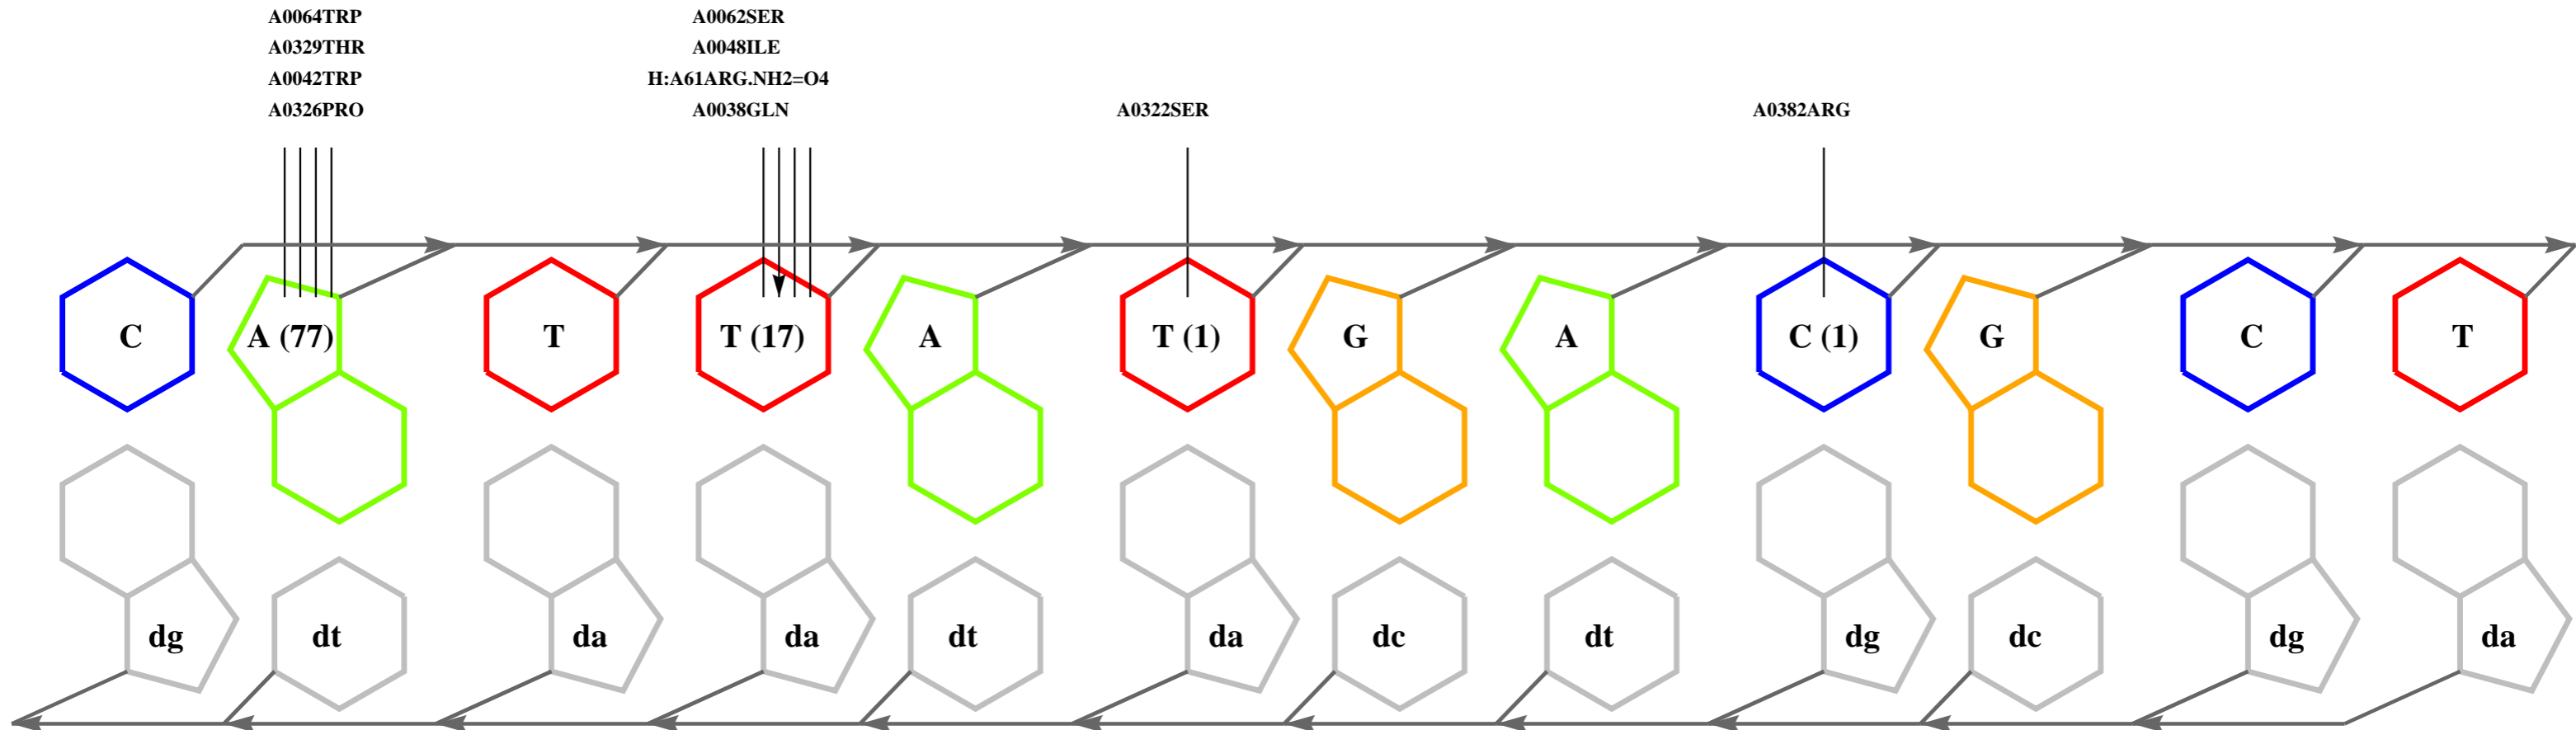 A0064TRP
A0329THR
A0042TRP
A0326PRO
A0062SER
A0048ILE
H:A61ARG.NH2=O4
A0038GLN
A0322SER
A0382ARG
C A (77) T T (17) A T (1) G A C (1) G C T
dg dt da da dt da dc dt dg dc dg da